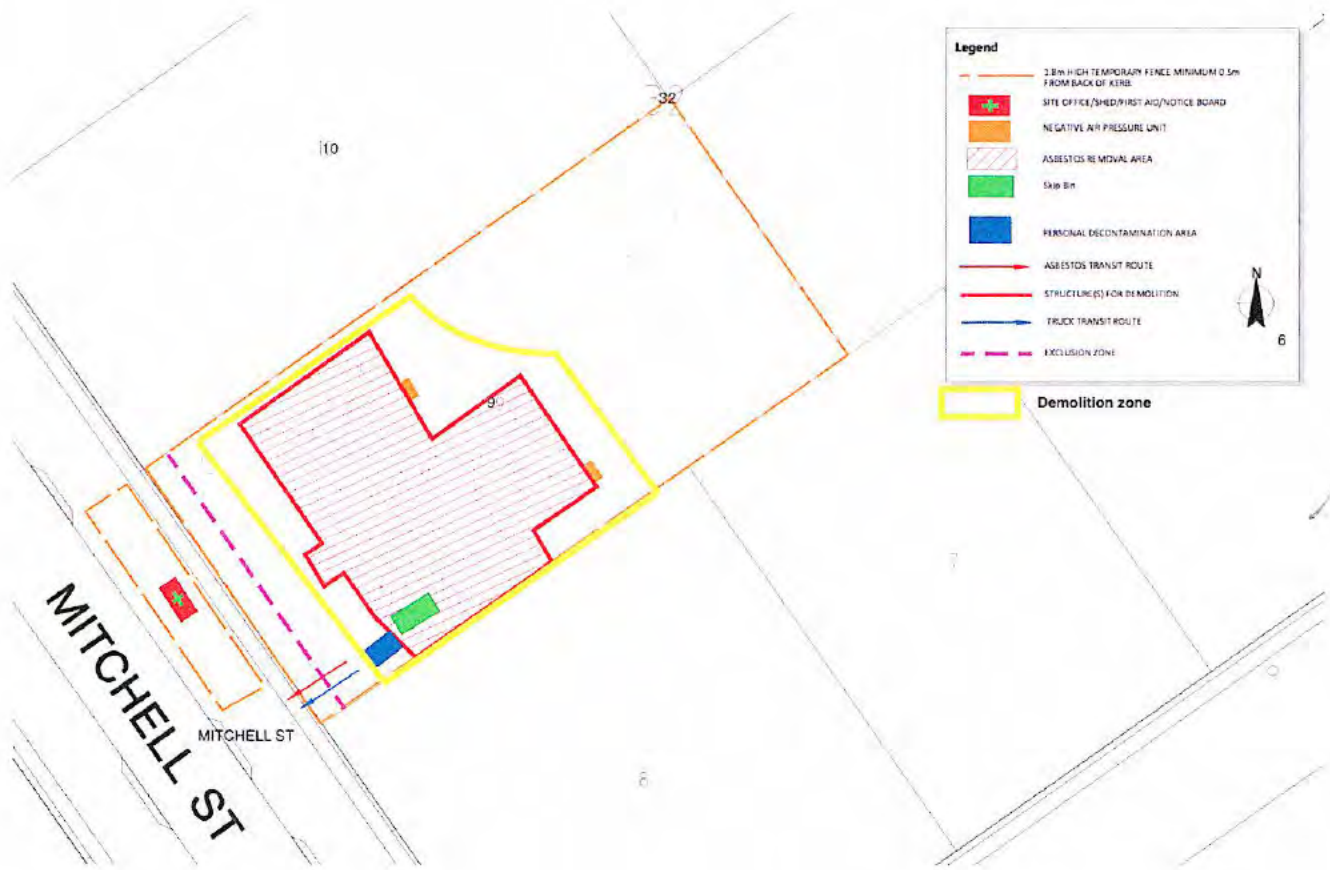 Legend
1.8m HIGH TEMPORARY FENCE MINIMUM 0.5m
FROM BACK OF KERB.
SITE OFFICE/SHED/FIRST AID/NOTICE BOARD
NEGATIVE AIR PRESSURE UNIT
ASBESTOS REMOVAL AREA
Skip Bin
PERSONAL DECONTAMINATION AREA
ASBESTOS TRANSIT ROUTE
STRUCTURE(S) FOR DEMOLITION
TRUCK TRANSIT ROUTE
EXCLUSION ZONE
N
6
Demolition zone
32
10
9
7
MITCHELL ST
MITCHELL ST